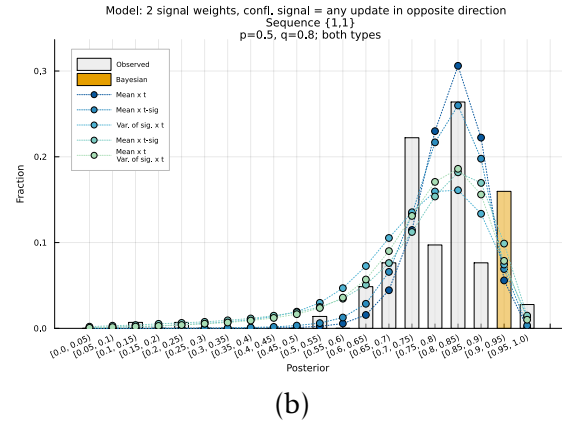 Model: 2 signal weights, confl. signal = any update in opposite direction
Sequence {1,1}
p=0.5, q=0.8; both types
Observed
Bayesian
Mean x t
Mean x t-sig
Var. of sig. x t
Mean x t-sig
Mean x t
Var. of sig. x t
Fraction
0.3
0.2
0.1
0.0
[0.0, 0.05)
[0.05, 0.1)
[0.1, 0.15)
[0.15, 0.2)
[0.2, 0.25)
[0.25, 0.3)
[0.3, 0.35)
[0.35, 0.4)
[0.4, 0.45)
[0.45, 0.5)
[0.5, 0.55)
[0.55, 0.6)
[0.6, 0.65)
[0.65, 0.7)
[0.7, 0.75)
[0.75, 0.8)
[0.8, 0.85)
[0.85, 0.9)
[0.9, 0.95)
[0.95, 1.0)
Posterior
(b)